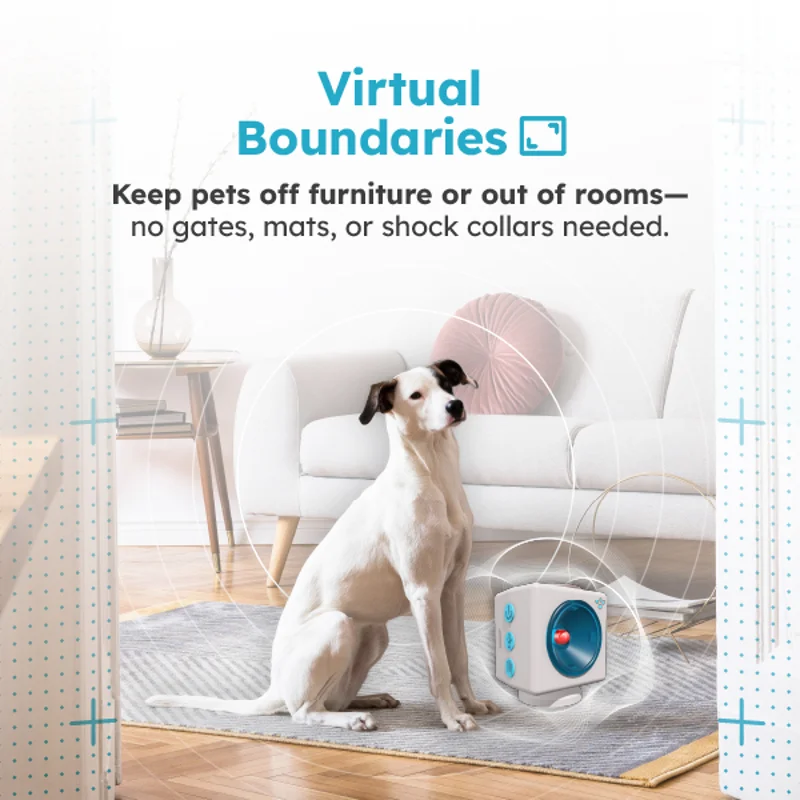 Virtual
Boundaries
Keep pets off furniture or out of rooms—
no gates, mats, or shock collars needed.